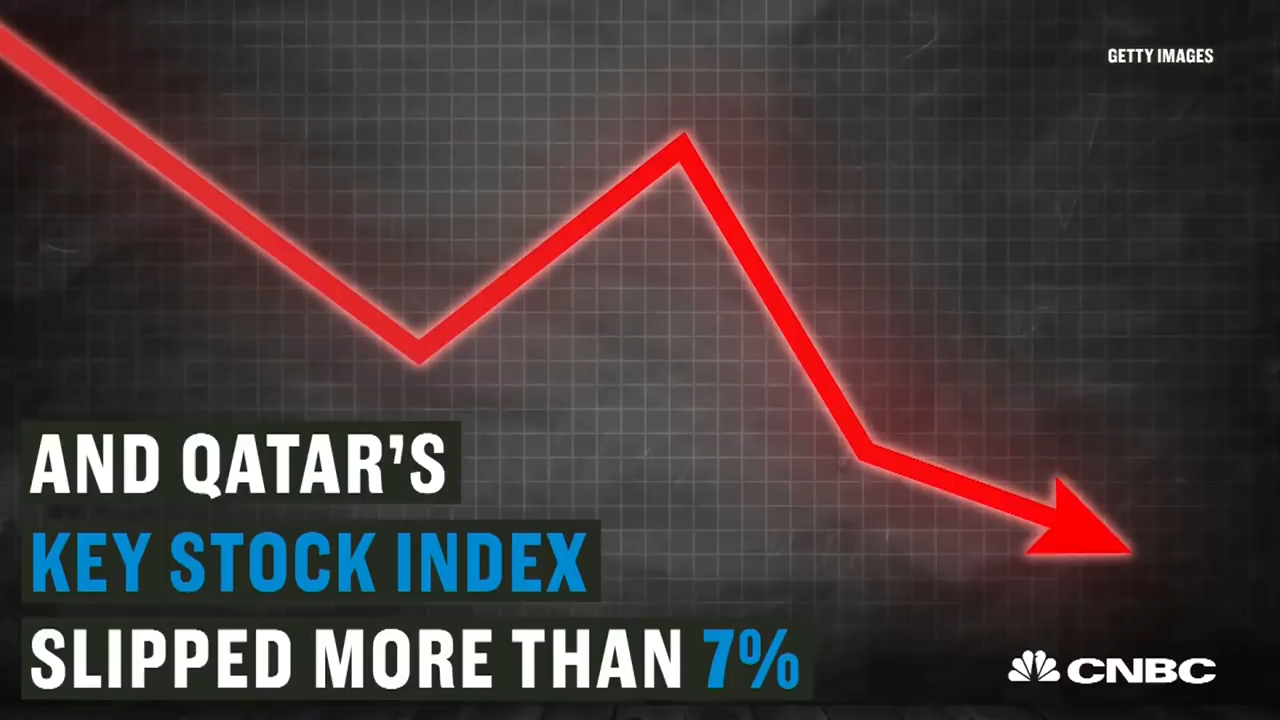 GETTY IMAGES
AND QATAR'S
KEY STOCK INDEX
SLIPPED MORE THAN 7%
CNBC